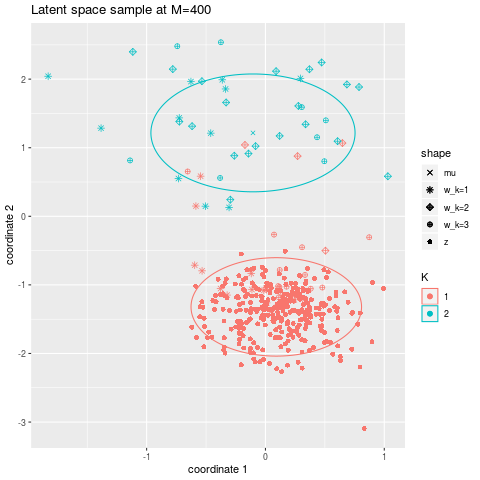 Latent space sample at M=400
2
1
0
-1
-2
-3
-1
0
1
coordinate 1
coordinate 2
shape
mu
w_k=1
w_k=2
w_k=3
z
K
1
2